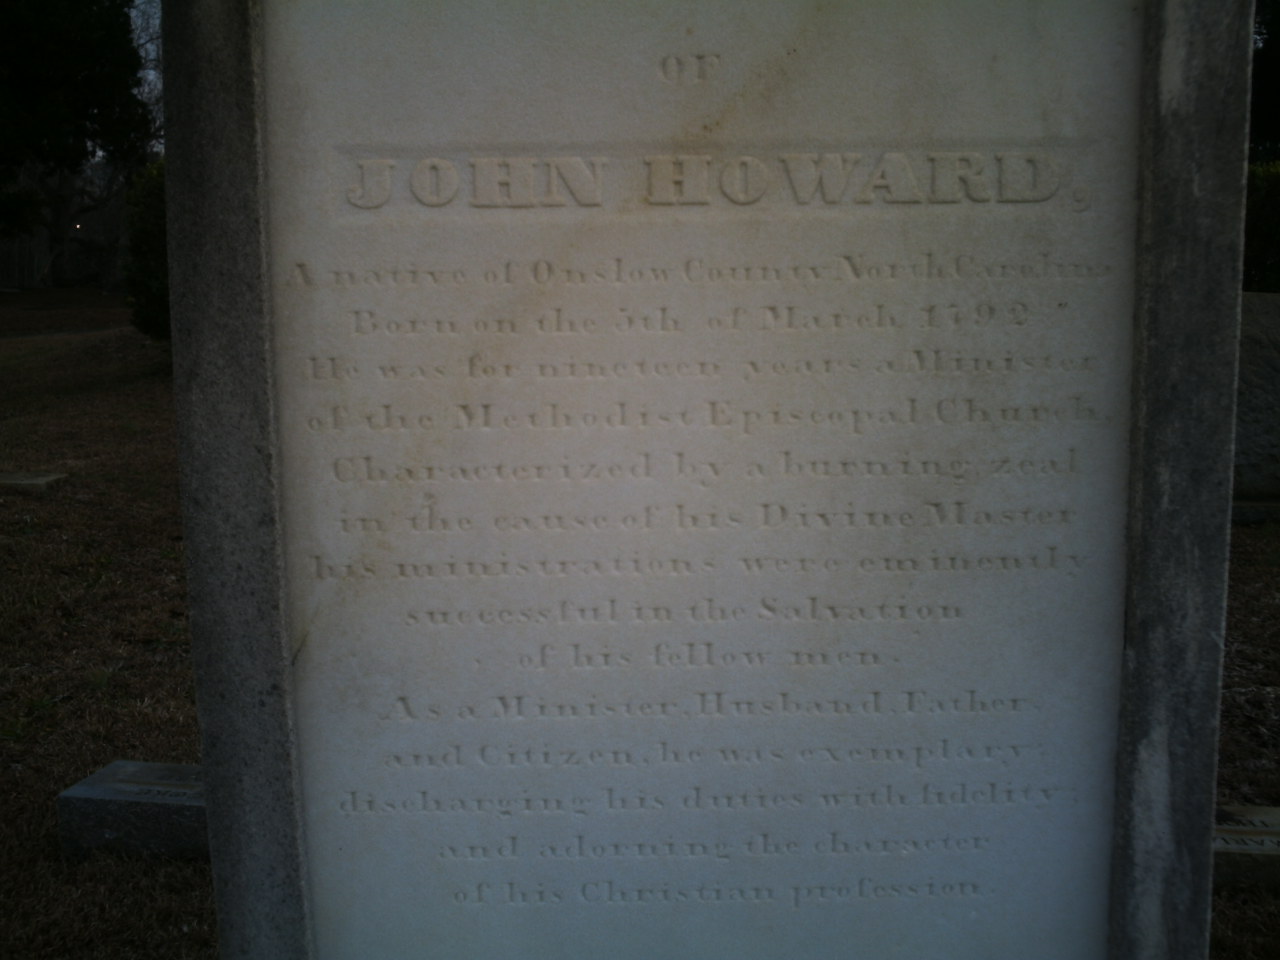 OF
JOHN HOWARD,
A native of Onslow County North Carolina
Born on the 5th of March 1792
He was for nineteen years a Minister
of the Methodist Episcopal Church.
Characterized by a burning zeal
in the cause of his Divine Master
his ministrations were eminently
successful in the Salvation
of his fellow men.
As a Minister, Husband, Father,
and Citizen, he was exemplary;
discharging his duties with fidelity;
and adorning the character
of his Christian profession.